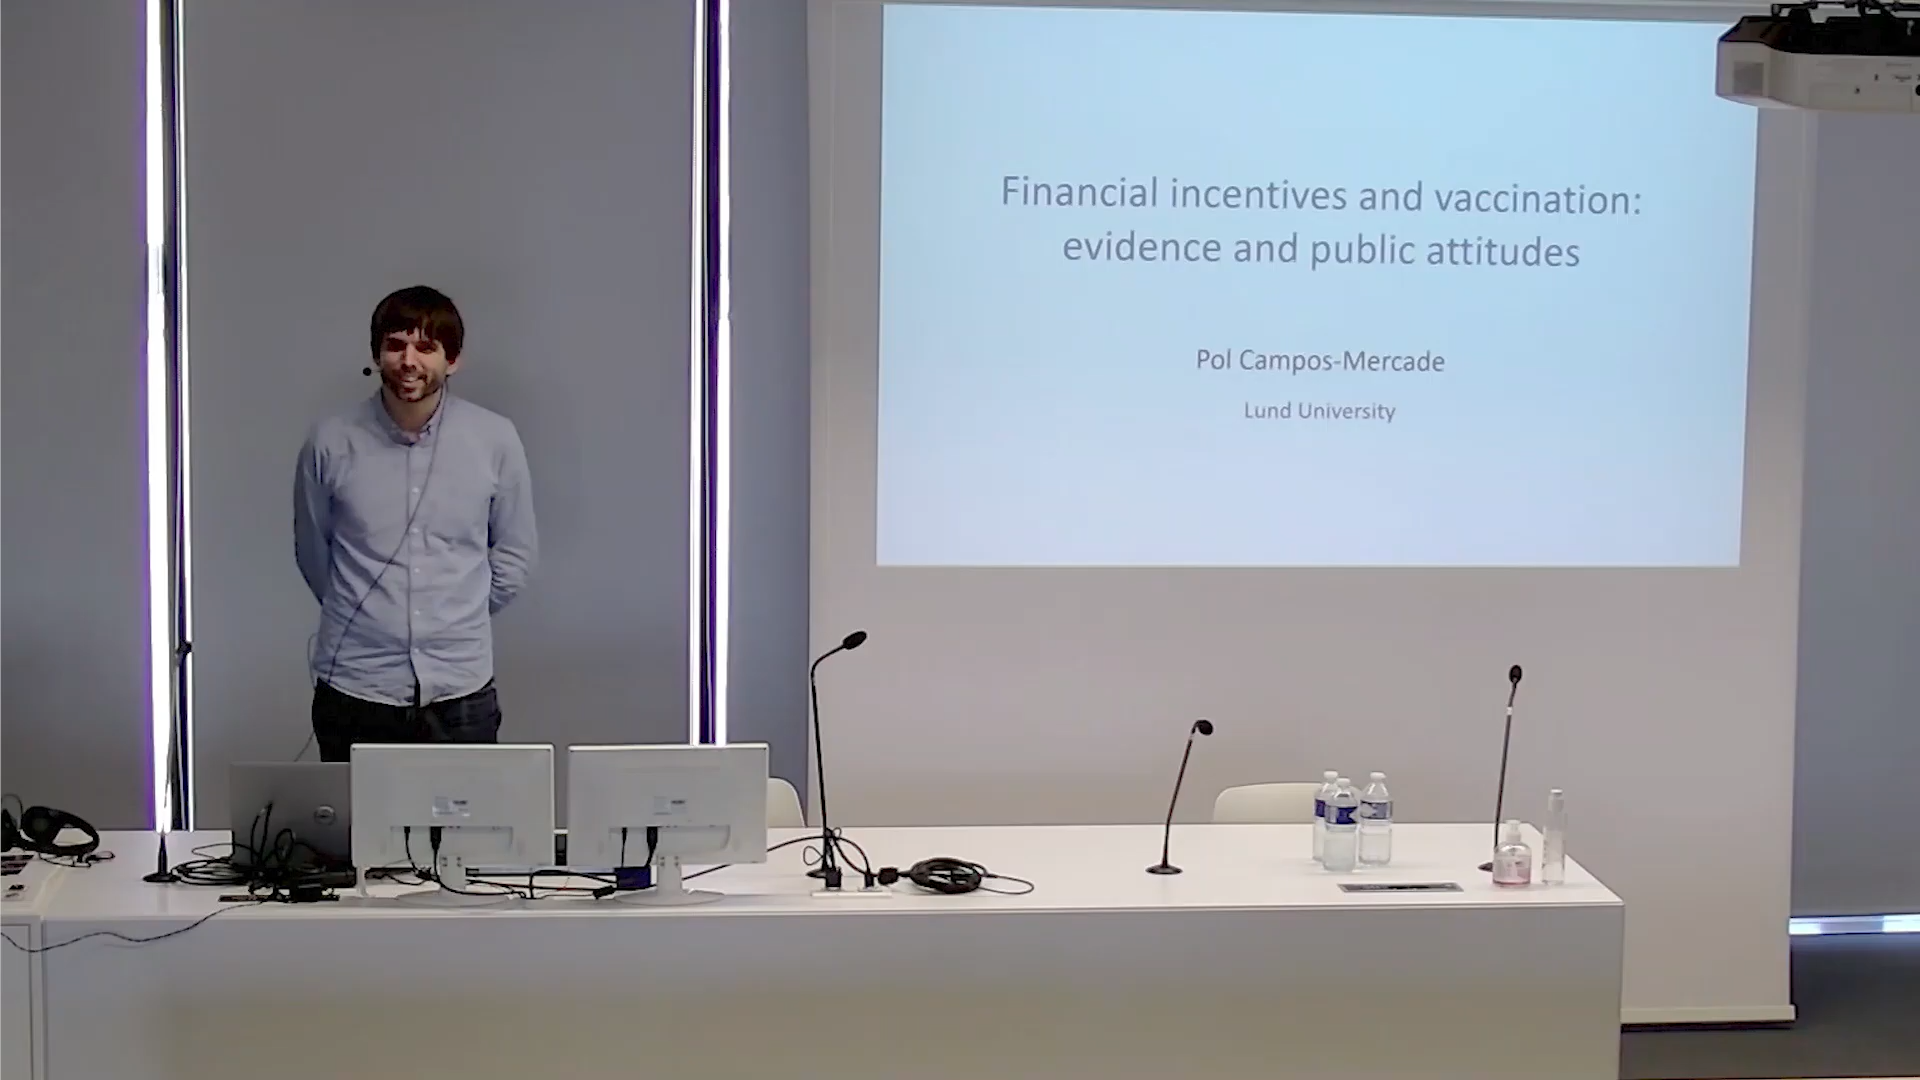 Financial incentives and vaccination:
evidence and public attitudes
Pol Campos-Mercade
Lund University